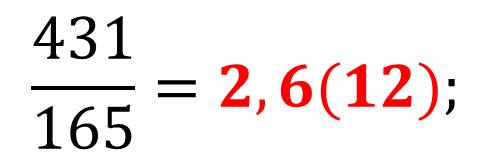 431/165 = 2,6(12);